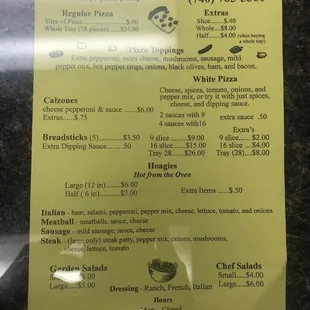 Regular Pizza
Slice of Pizza $.90
Whole Tray (28 pieces) $24.00
Extras
Slice $.40
Whole $8.00
Half $4.00 (when buying
a whole tray)
Pizza Toppings
Extra pepperoni, extra cheese, mushrooms, sausage, mild
pepper mix, hot pepper rings, onions, black olives, ham, and bacon.
White Pizza
Cheese, spices, tomato, onions, and
pepper mix, or try it with just spices,
cheese, and dipping sauce.
2 sauces with 9 extra sauce .50
4 sauces with 16
Extra's
9 slice $9.00 9 slice $2.00
16 slice $15.00 16 slice $4.00
Tray 28 $26.00 Tray (28) $8.00
Calzones
cheese pepperoni & sauce $6.00
Extras $.75
Breadsticks (5) $3.50
Extra Dipping Sauce .50
Hoagies
Hot from the Oven
Large (12 in) $6.00
Half (6 in) $3.00
Extra Items $.50
Italian - ham, salami, pepperoni, pepper mix, cheese, lettuce, tomato, and onions
Meatball - meatballs, sauce, cheese
Sausage - mild sausage, sauce, cheese
Steak - (large only) steak patty, pepper mix, onions, mushrooms,
cheese, lettuce, tomato
Garden Salads
Small $3.00
Large $5.00
Chef Salads
Small $4.00
Large $6.00
Dressing - Ranch, French, Italian
Hours